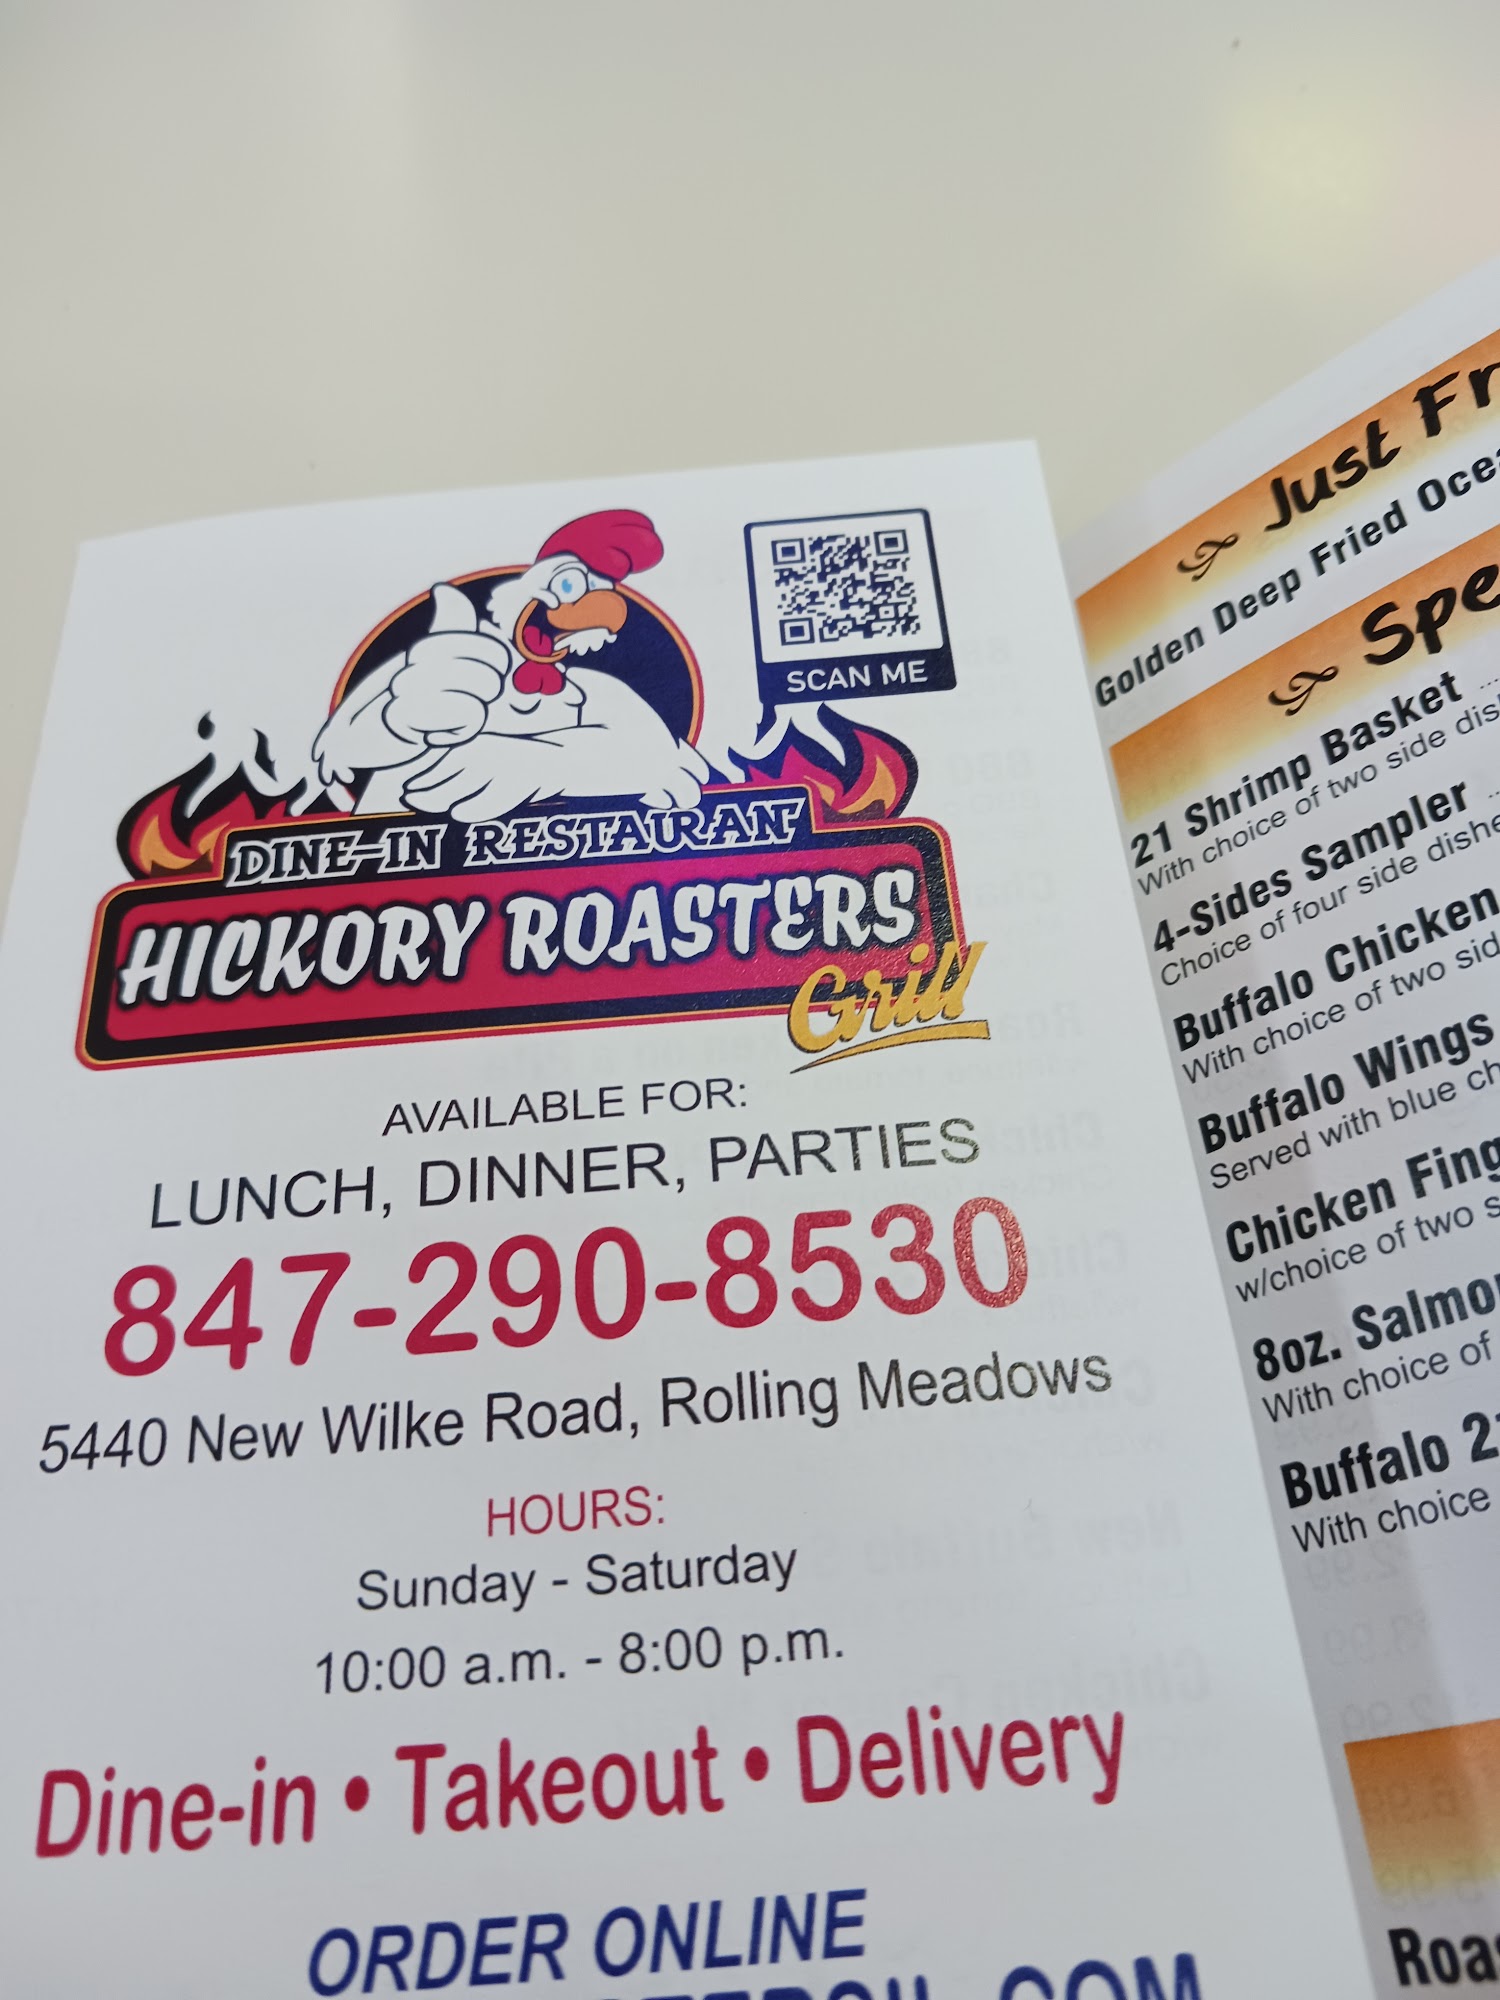 SCAN ME
DINE-IN RESTAURANT
HICKORY ROASTERS
Grill
AVAILABLE FOR:
LUNCH, DINNER, PARTIES
847-290-8530
5440 New Wilke Road, Rolling Meadows
HOURS:
Sunday - Saturday
10:00 a.m. - 8:00 p.m.
Dine-in • Takeout • Delivery
ORDER ONLINE
.COM
Just
Golden Deep Fried
21 Shrimp Basket
With choice of two side
4-Sides Sampler
Choice of four side
Buffalo Chicken
With choice of two
Buffalo Wings
Served with blue
Chicken
w/choice of two
8oz.
With choice of
Buffalo
With choice